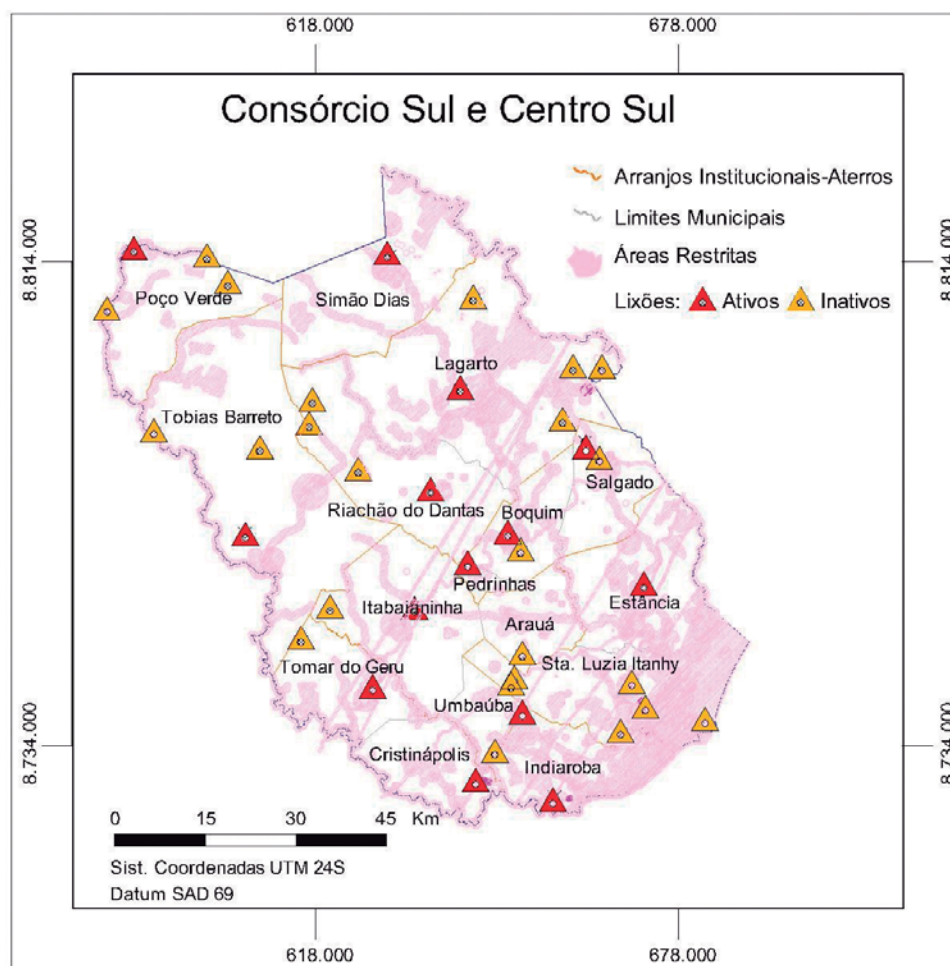 618.000 678.000
Consórcio Sul e Centro Sul
Arranjos Institucionais-Aterros
Limites Municipais
Áreas Restritas
Lixões: Ativos Inativos
8.814.000 8.814.000
Poço Verde
Simão Dias
Lagarto
Tobias Barreto
Salgado
Riachão do Dantas
Boquim
Pedrinhas
Itabaianinha
Estância
Arauá
Tomar do Geru
Sta. Luzia Itanhy
Umbaúba
8.734.000 8.734.000
Cristinápolis
Indiaroba
0 15 30 45 Km
Sist. Coordenadas UTM 24S
Datum SAD 69
618.000 678.000